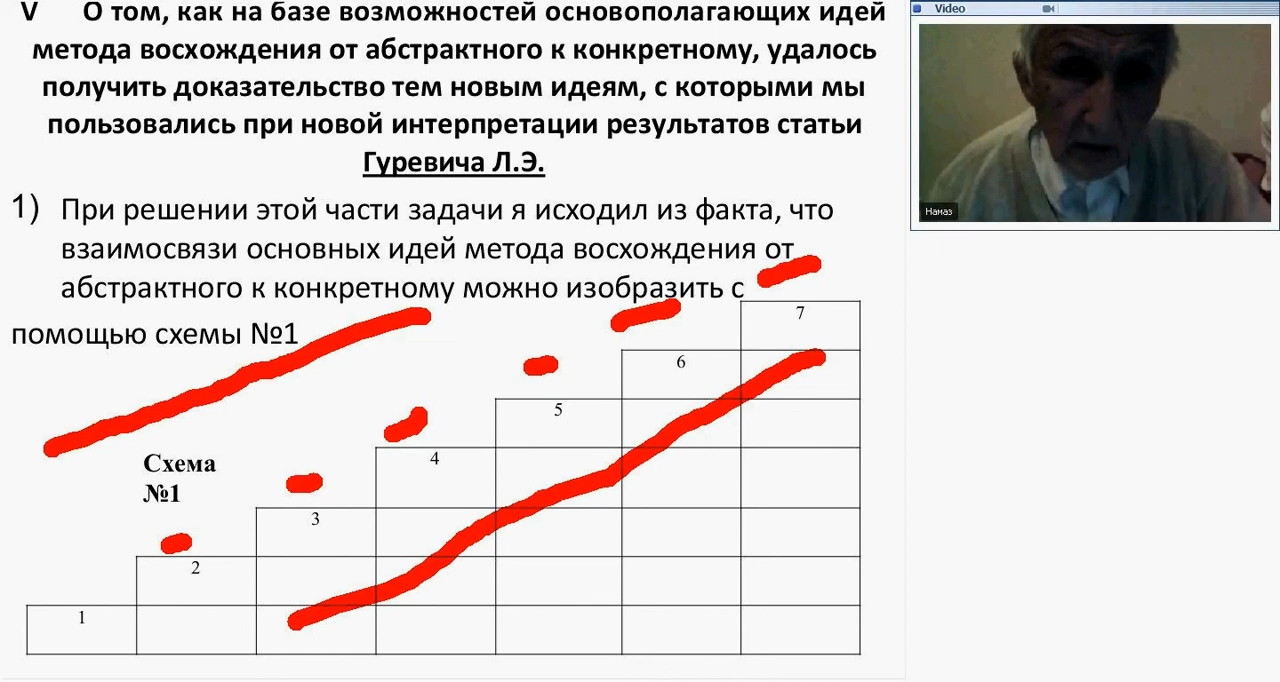 V О том, как на базе возможностей основополагающих идей
метода восхождения от абстрактного к конкретному, удалось
получить доказательство тем новым идеям, с которыми мы
пользовались при новой интерпретации результатов статьи
Гуревича Л.Э.
1) При решении этой части задачи я исходил из факта, что
взаимосвязи основных идей метода восхождения от
абстрактного к конкретному можно изобразить с
помощью схемы №1
Схема
№1
7
6
5
4
3
2
1
Video
Намаз